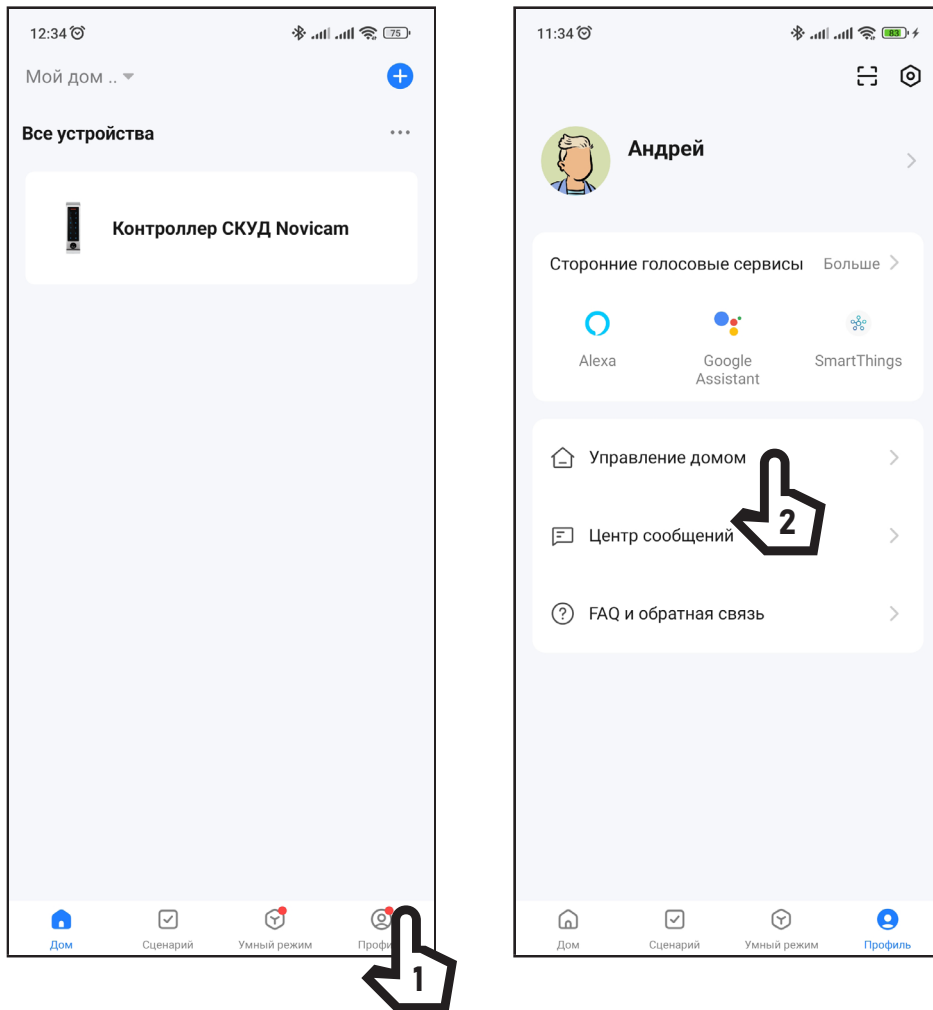 12:34
75
Мой дом ..
Все устройства
Контроллер СКУД Novicam
Дом
Сценарий
Умный режим
Профи
1
11:34
83
Андрей
Сторонние голосовые сервисы Больше
Alexa
Google
Assistant
SmartThings
Управление домом
2
Центр сообщений
FAQ и обратная связь
Дом
Сценарий
Умный режим
Профиль